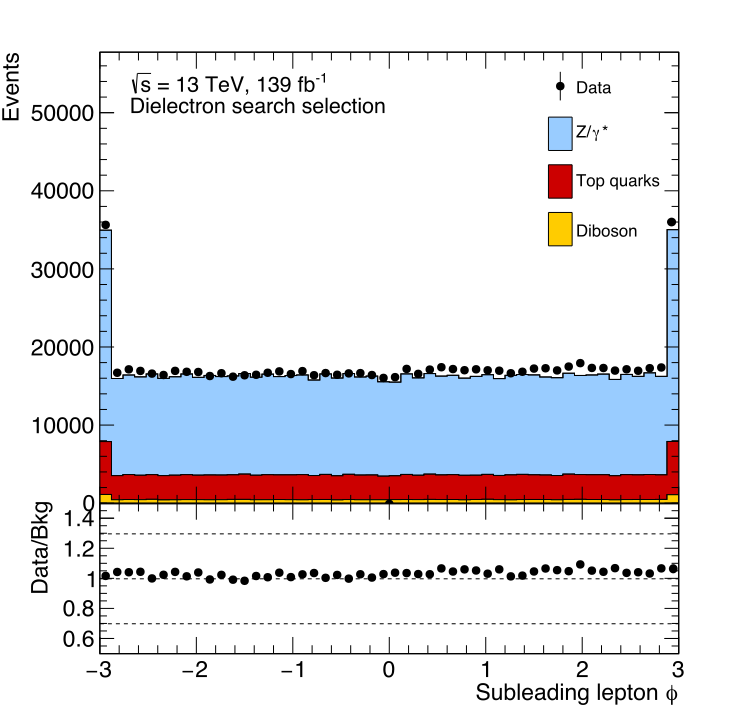 Events
√s = 13 TeV, 139 fb⁻¹
Dielectron search selection
Data
Z/γ*
Top quarks
Diboson
50000
40000
30000
20000
10000
0
Data/Bkg
1.4
1.2
1
0.8
0.6
−3 −2 −1 0 1 2 3
Subleading lepton ϕ